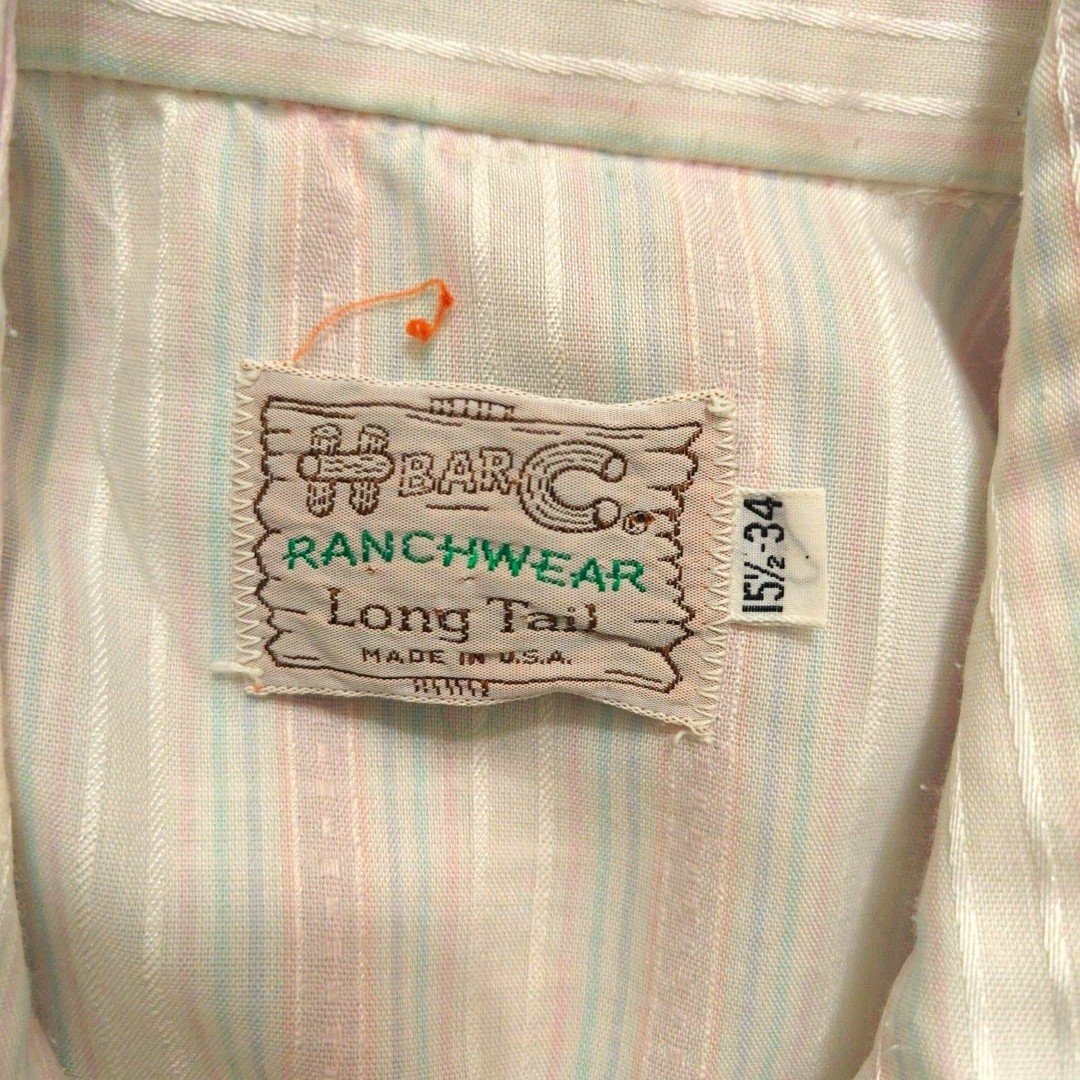 H BAR C
RANCHWEAR
Long Tail
MADE IN U.S.A.
15½-34